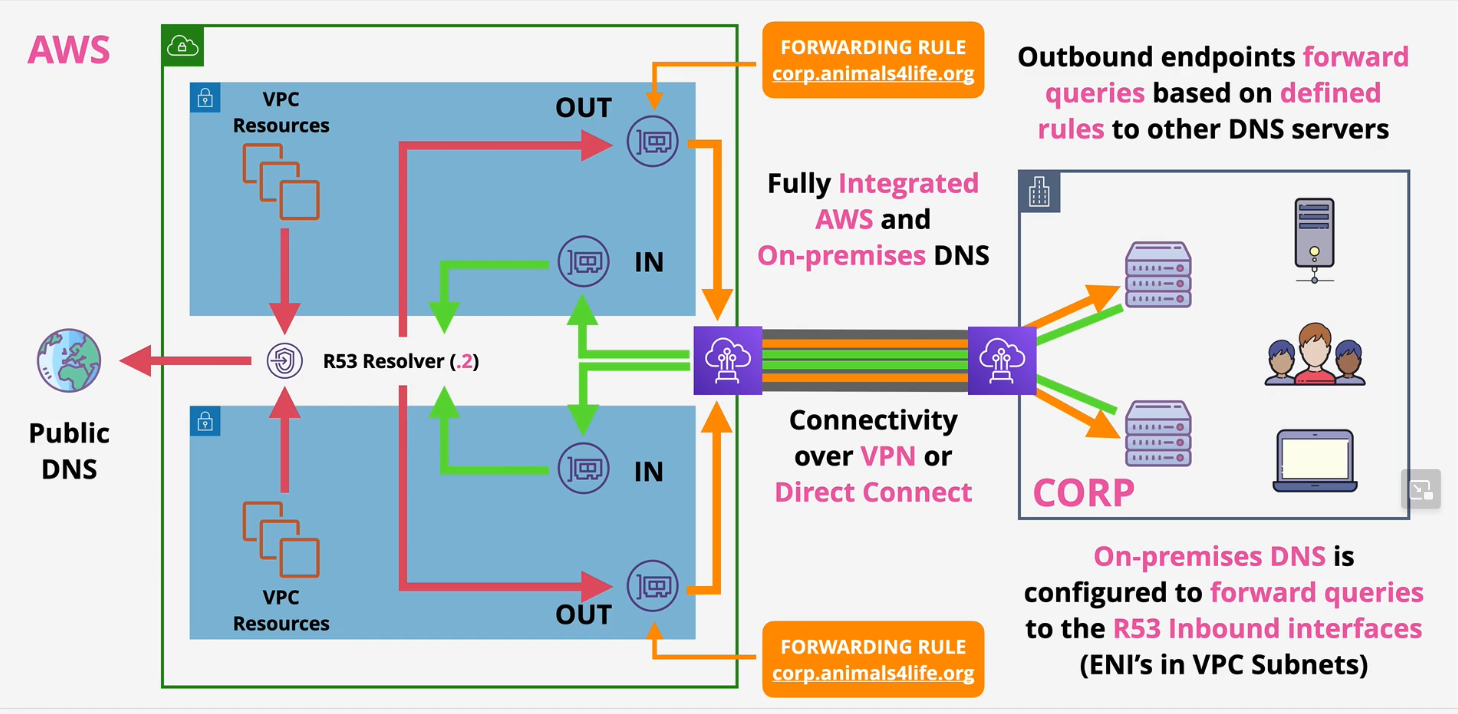 AWS
VPC
Resources
OUT
FORWARDING RULE
corp.animals4life.org
Outbound endpoints forward
queries based on defined
rules to other DNS servers
Fully Integrated
AWS and
On-premises DNS
IN
R53 Resolver (.2)
Public
DNS
Connectivity
over VPN or
Direct Connect
IN
CORP
VPC
Resources
OUT
FORWARDING RULE
corp.animals4life.org
On-premises DNS is
configured to forward queries
to the R53 Inbound interfaces
(ENI's in VPC Subnets)